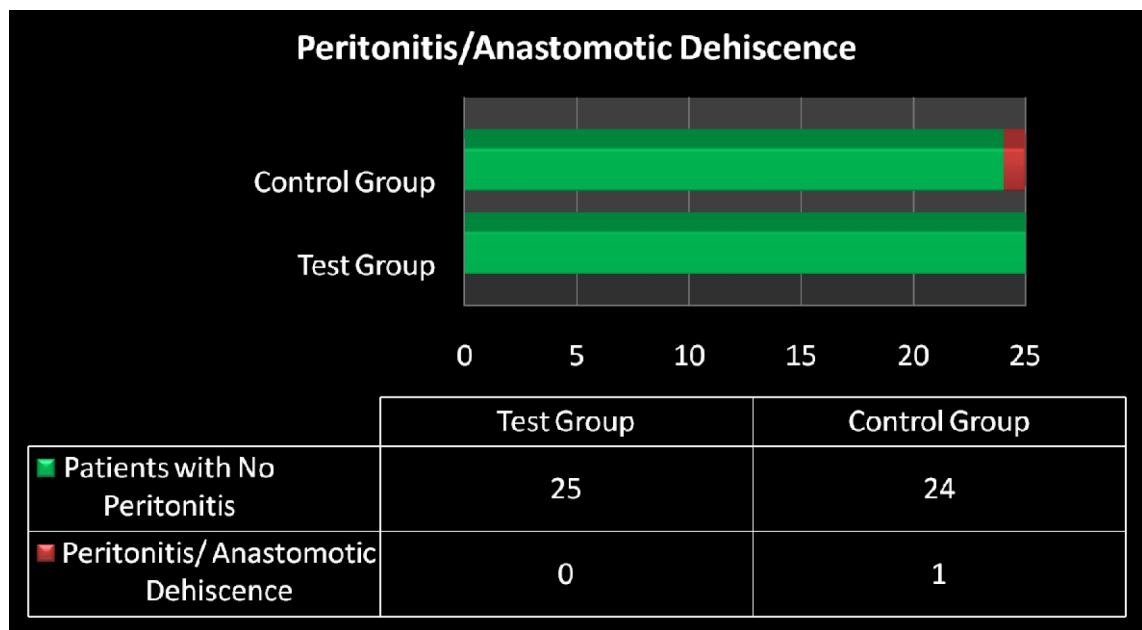 Peritonitis/Anastomotic Dehiscence
Control Group
Test Group
0 5 10 15 20 25
Test Group Control Group
Patients with No
Peritonitis
25 24
Peritonitis/ Anastomotic
Dehiscence
0 1